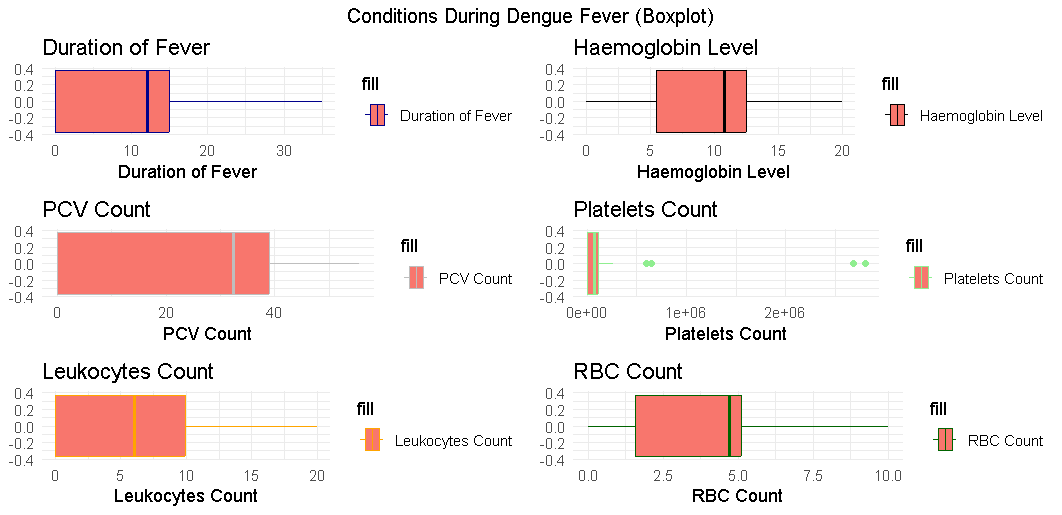 Conditions During Dengue Fever (Boxplot)
Duration of Fever
0.4
0.2
0.0
-0.2
-0.4
0 10 20 30
Duration of Fever
fill
Duration of Fever
Haemoglobin Level
0.4
0.2
0.0
-0.2
-0.4
0 5 10 15 20
Haemoglobin Level
fill
Haemoglobin Level
PCV Count
0.4
0.2
0.0
-0.2
-0.4
0 20 40
PCV Count
fill
PCV Count
Platelets Count
0.4
0.2
0.0
-0.2
-0.4
0e+00 1e+06 2e+06
Platelets Count
fill
Platelets Count
Leukocytes Count
0.4
0.2
0.0
-0.2
-0.4
0 5 10 15 20
Leukocytes Count
fill
Leukocytes Count
RBC Count
0.4
0.2
0.0
-0.2
-0.4
0.0 2.5 5.0 7.5 10.0
RBC Count
fill
RBC Count